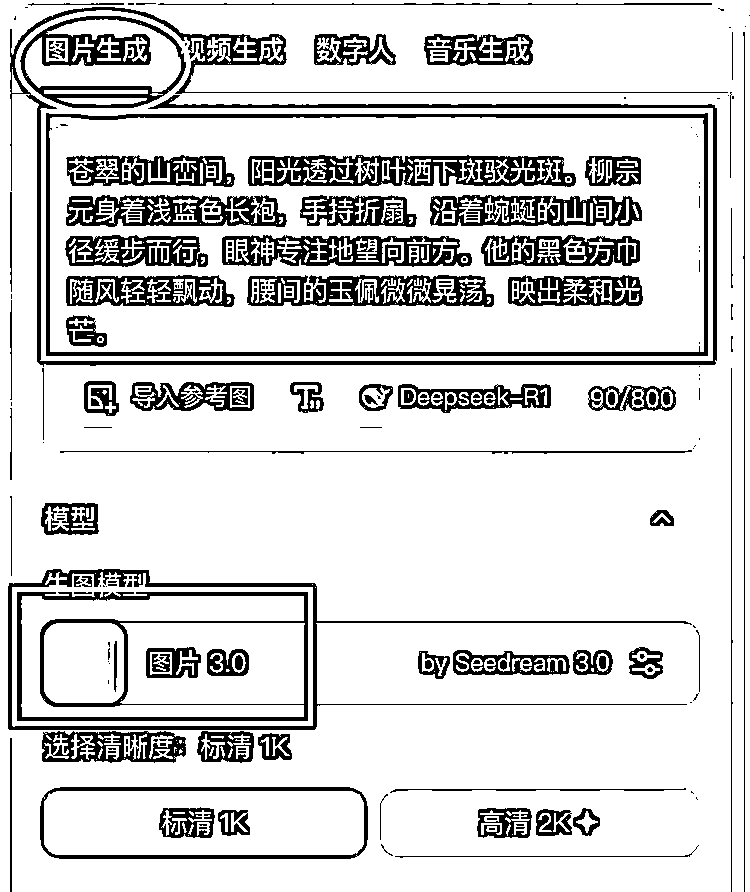 图片生成 视频生成 数字人 音乐生成
苍翠的山峦间，阳光透过树叶洒下斑驳光斑。柳宗
元身着浅蓝色长袍，手持折扇，沿着蜿蜒的山间小
径缓步而行，眼神专注地望向前方。他的黑色方巾
随风轻轻飘动，腰间的玉佩微微晃荡，映出柔和光
芒。
导入参考图 T Deepseek-R1 90/800
模型
生图模型
图片 3.0 by Seedream 3.0
选择清晰度：标清 1K
标清 1K 高清 2K